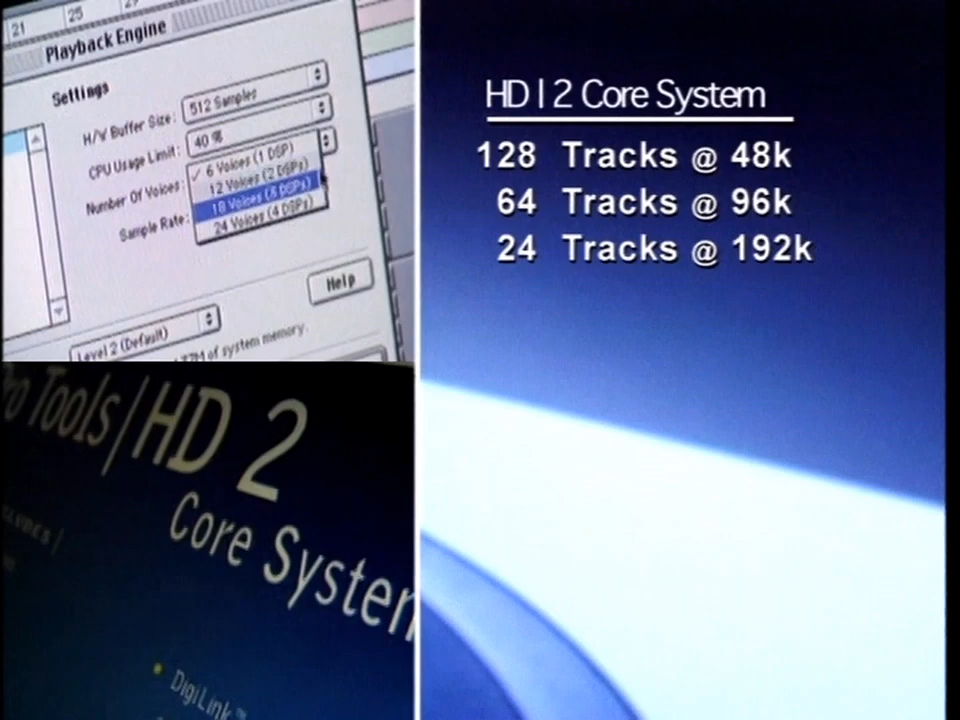 21 25 29
Playback Engine
Settings
H/W Buffer Size: 512 Samples
CPU Usage Limit: 40 %
Number Of Voices:
✓ 6 Voices (1 DSP)
12 Voices (2 DSPs)
18 Voices (3 DSPs)
24 Voices (4 DSPs)
Sample Rate:
Help
Level 2 (Default)
of system memory.
ro Tools|HD 2
Core System
DigiLink™
HD | 2 Core System
128 Tracks @ 48k
64 Tracks @ 96k
24 Tracks @ 192k